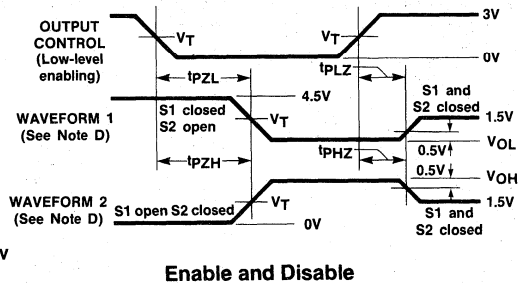 OUTPUT
CONTROL
(Low-level
enabling)
VT
VT
3V
0V
tPZL
tPLZ
WAVEFORM 1
(See Note D)
S1 closed
S2 open
4.5V
VT
S1 and
S2 closed
1.5V
VOL
0.5V
tPZH
tPHZ
0.5V
VOH
WAVEFORM 2
(See Note D)
S1 open S2 closed
VT
0V
1.5V
S1 and
S2 closed
V
Enable and Disable